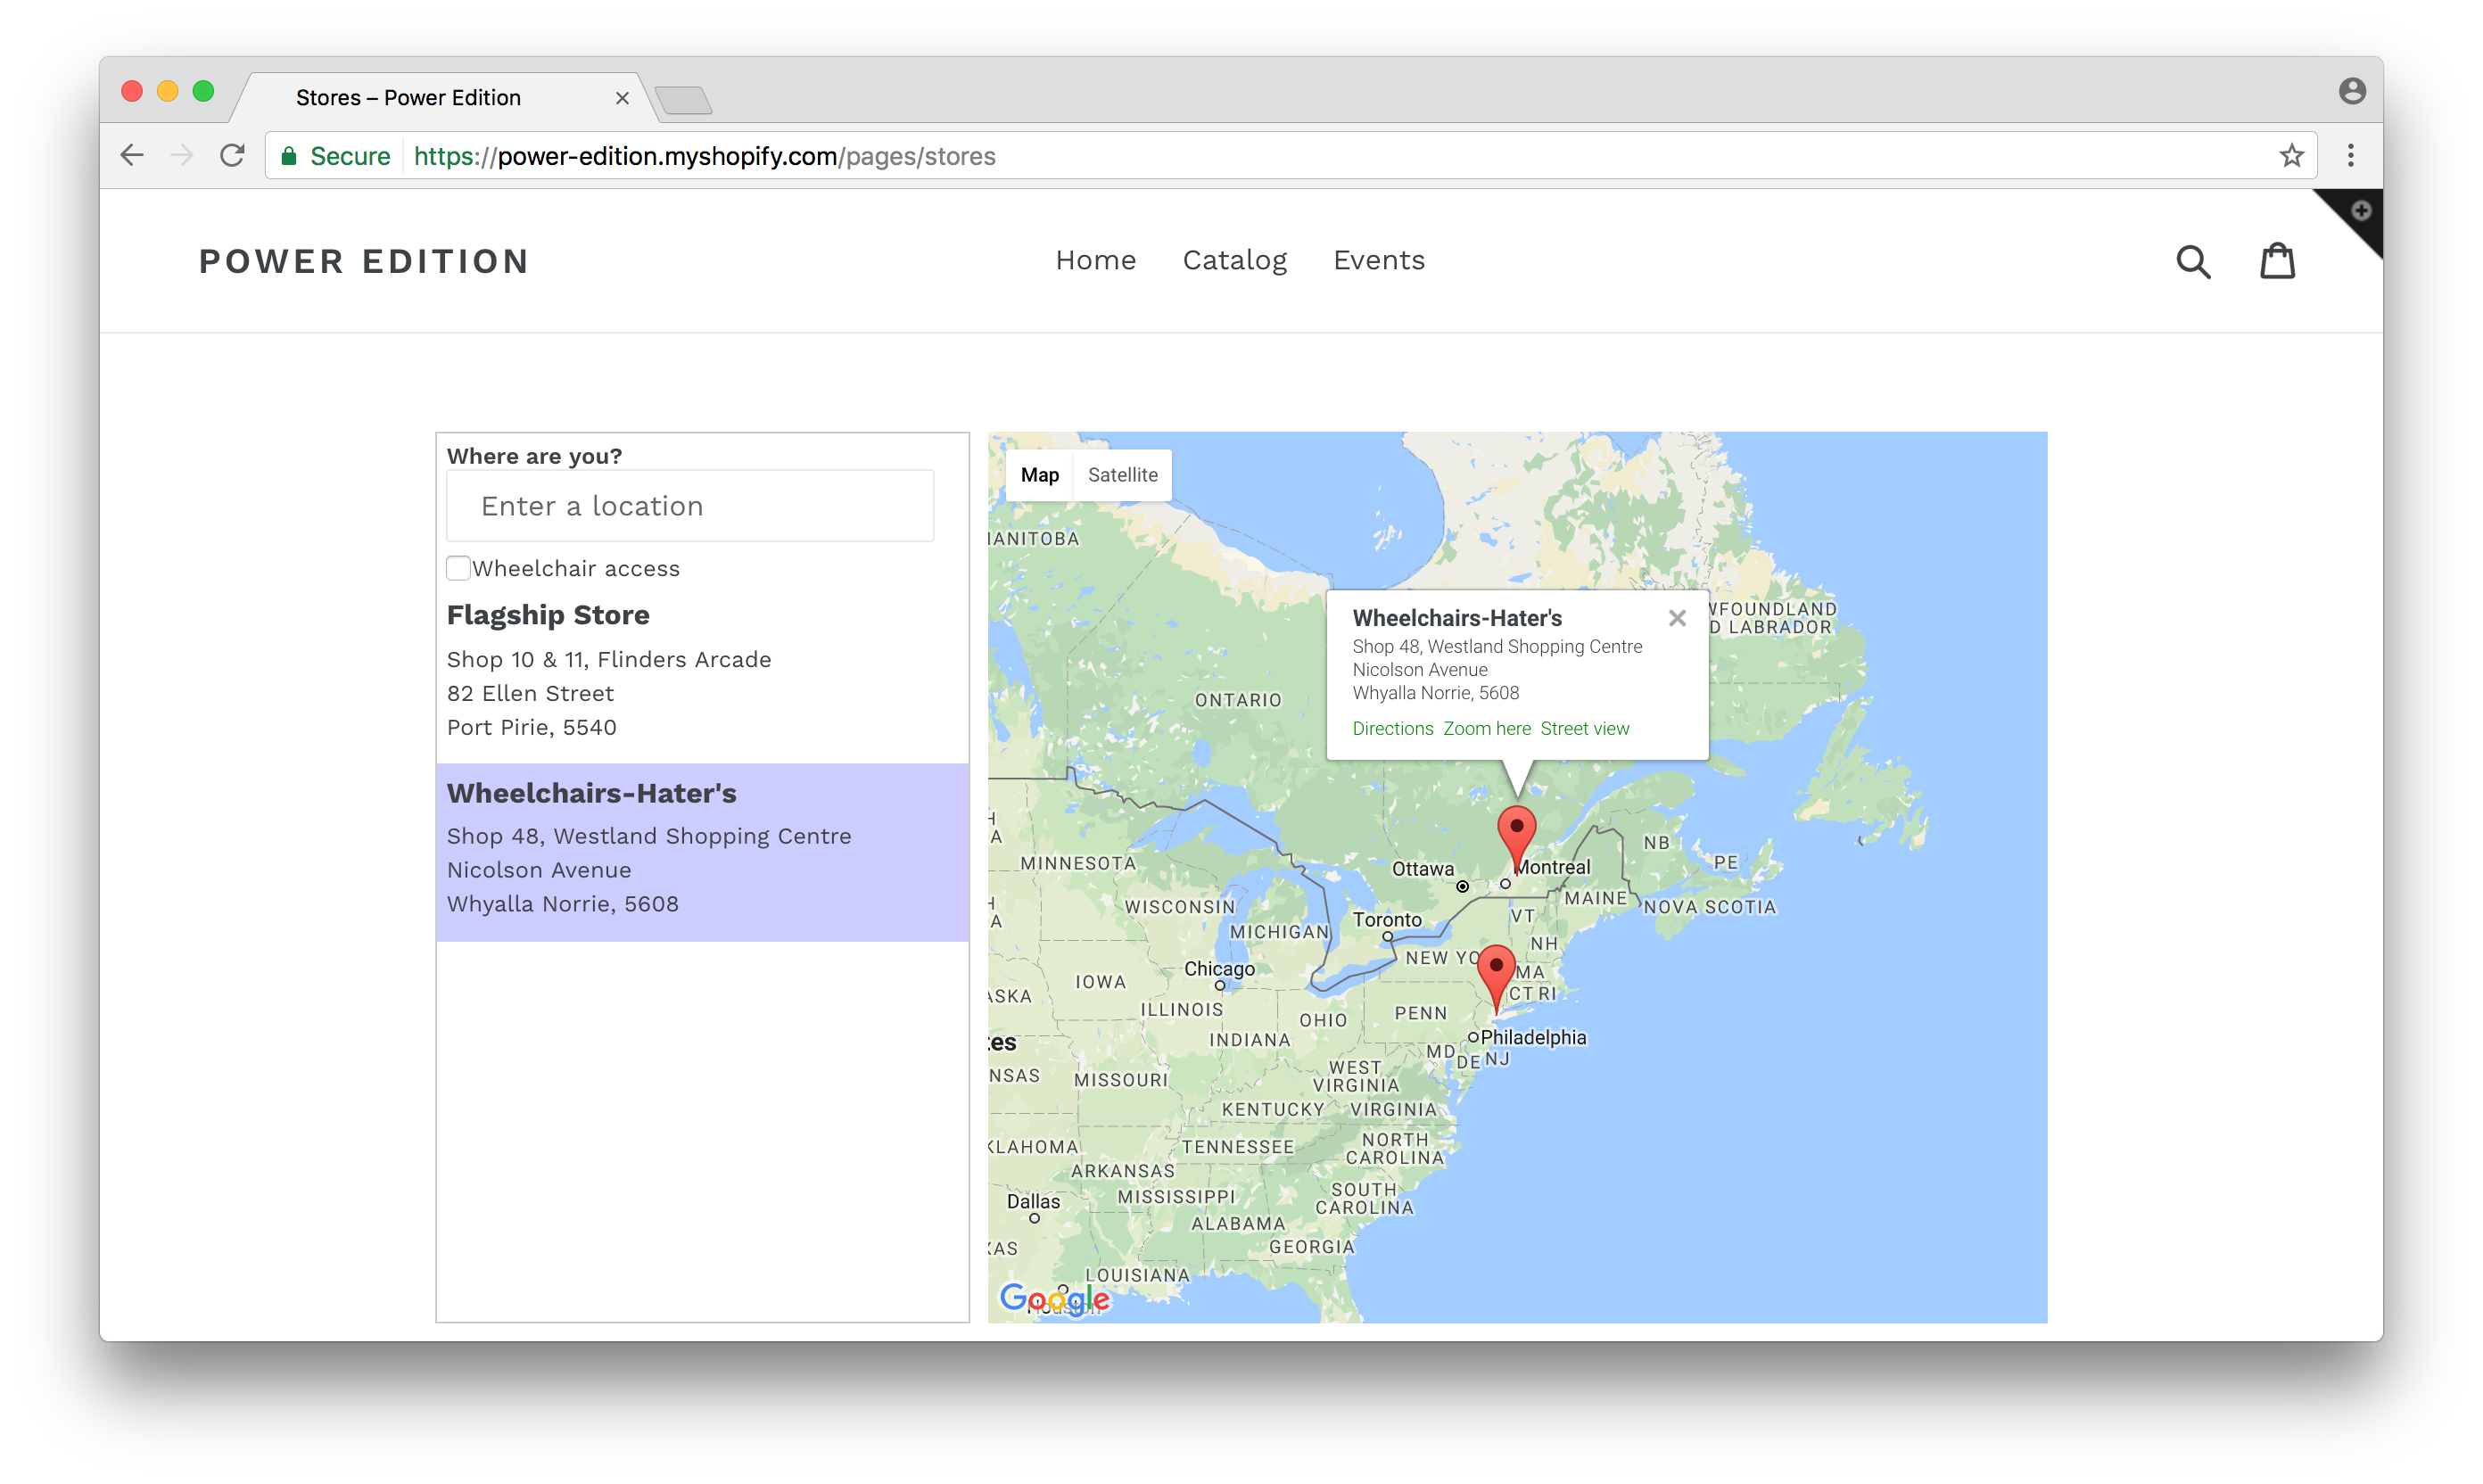 Stores – Power Edition
Secure
https://power-edition.myshopify.com/pages/stores
POWER EDITION
Home
Catalog
Events
Where are you?
Enter a location
Wheelchair access
Flagship Store
Shop 10 & 11, Flinders Arcade
82 Ellen Street
Port Pirie, 5540
Wheelchairs-Hater's
Shop 48, Westland Shopping Centre
Nicolson Avenue
Whyalla Norrie, 5608
Map
Satellite
IANITOBA
WFOUNDLAND
D LABRADOR
Wheelchairs-Hater's
Shop 48, Westland Shopping Centre
Nicolson Avenue
Whyalla Norrie, 5608
Directions Zoom here Street view
ONTARIO
H
A
MINNESOTA
NB
PE
Ottawa
Montreal
MAINE
NOVA SCOTIA
H
A
WISCONSIN
MICHIGAN
Toronto
VT
NH
NEW YO
MA
CT RI
Chicago
IOWA
ASKA
ILLINOIS
OHIO
PENN
INDIANA
Philadelphia
tes
MD
DE
NJ
NSAS
MISSOURI
WEST
VIRGINIA
KENTUCKY
VIRGINIA
KLAHOMA
TENNESSEE
NORTH
CAROLINA
ARKANSAS
Dallas
MISSISSIPPI
SOUTH
CAROLINA
ALABAMA
XAS
GEORGIA
LOUISIANA
Google
Houston